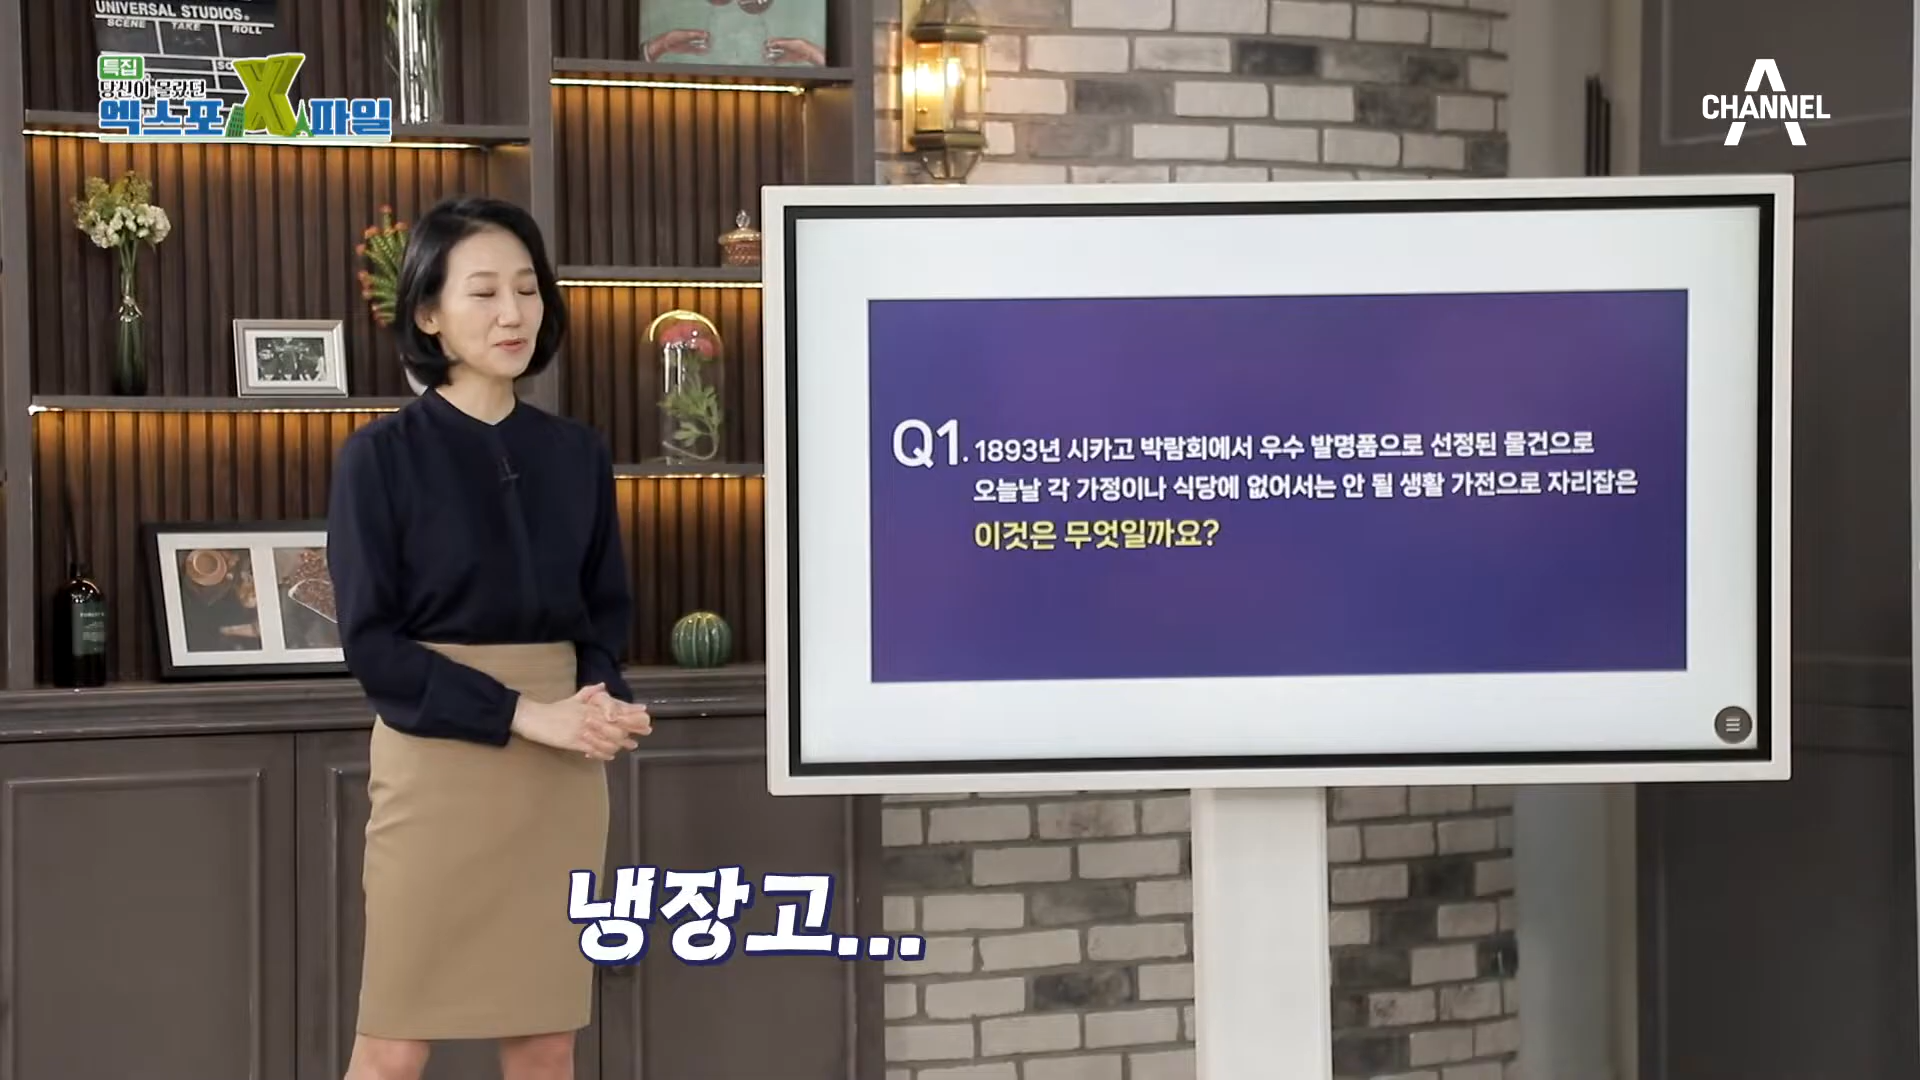 UNIVERSAL STUDIOS®
SCENE TAKE ROLL
특집
당신이 몰랐던
엑스포 X 파일
CHANNEL A
Q1. 1893년 시카고 박람회에서 우수 발명품으로 선정된 물건으로
오늘날 각 가정이나 식당에 없어서는 안 될 생활 가전으로 자리잡은
이것은 무엇일까요?
냉장고...